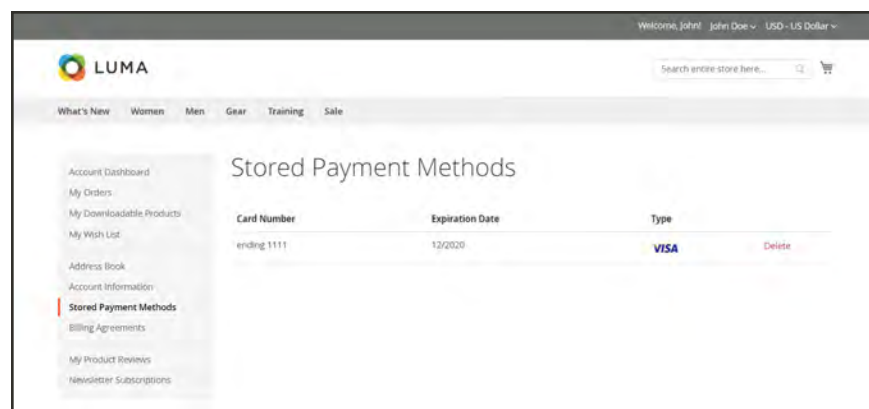 Welcome, John! John Doe USD - US Dollar
LUMA
Search entire store here...
What's New Women Men Gear Training Sale
Stored Payment Methods
Account Dashboard
My Orders
My Downloadable Products
My Wish List
Address Book
Account Information
Stored Payment Methods
Billing Agreements
My Product Reviews
Newsletter Subscriptions
Card Number Expiration Date Type
ending 1111 12/2020 VISA Delete